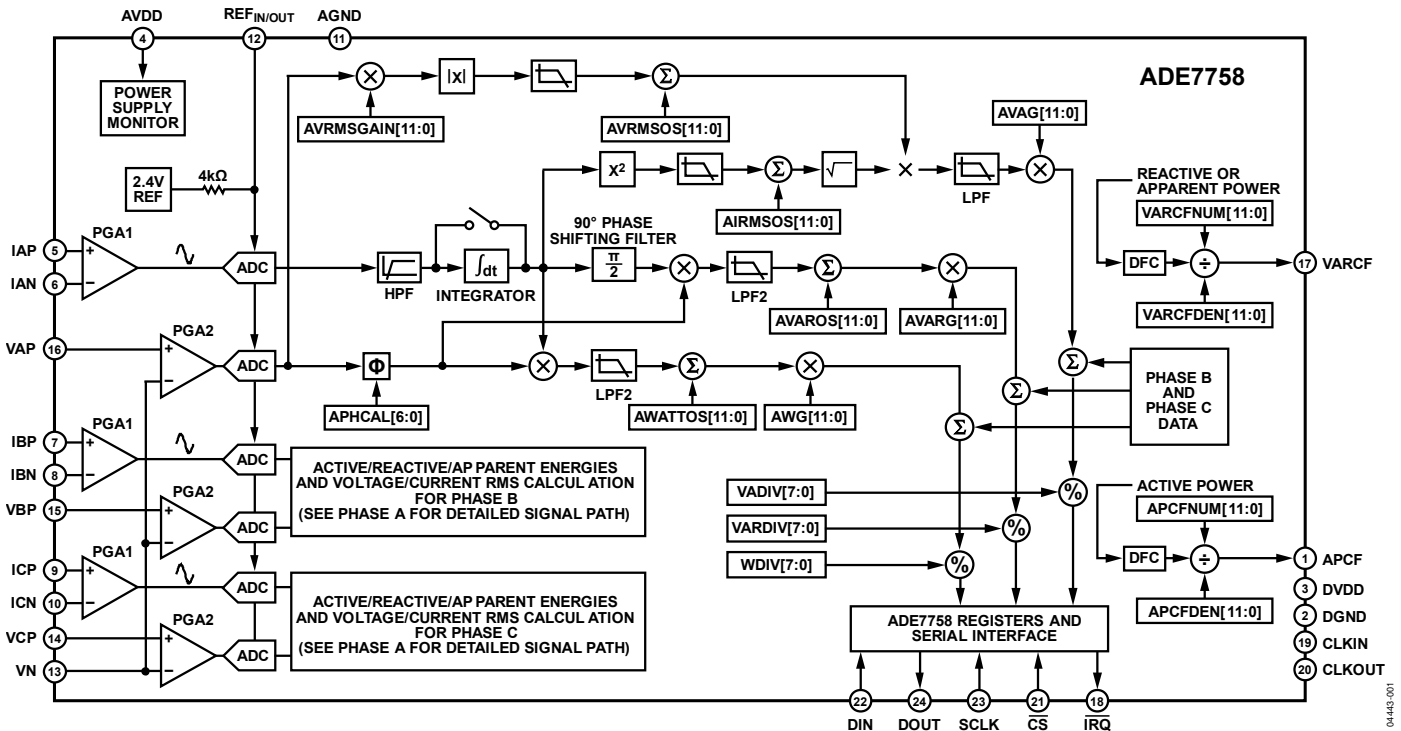 AVDD
REFIN/OUT
AGND
4
12
11
ADE7758
POWER
SUPPLY
MONITOR
|x|
AVRMSGAIN[11:0]
AVRMSOS[11:0]
AVAG[11:0]
2.4V
REF
4kΩ
X2
LPF
AIRMSOS[11:0]
REACTIVE OR
APPARENT POWER
VARCFNUM[11:0]
DFC
÷
17 VARCF
VARCFDEN[11:0]
90° PHASE
SHIFTING FILTER
π
2
IAP 5
IAN 6
PGA1
+
−
ADC
HPF
∫dt
INTEGRATOR
LPF2
Σ
AVAROS[11:0]
AVARG[11:0]
VAP 16
PGA2
+
−
ADC
Φ
APHCAL[6:0]
LPF2
Σ
AWATTOS[11:0]
AWG[11:0]
Σ
Σ
Σ
PHASE B
AND
PHASE C
DATA
IBP 7
IBN 8
PGA1
+
−
ADC
VBP 15
PGA2
+
−
ADC
ACTIVE/REACTIVE/AP PARENT ENERGIES
AND VOLTAGE/CURRENT RMS CALCUL ATION
FOR PHASE B
(SEE PHASE A FOR DETAILED SIGNAL PATH)
VADIV[7:0]
%
VARDIV[7:0]
%
WDIV[7:0]
%
ACTIVE POWER
APCFNUM[11:0]
DFC
÷
APCFDEN[11:0]
1 APCF
3 DVDD
2 DGND
19 CLKIN
20 CLKOUT
ICP 9
ICN 10
PGA1
+
−
ADC
VCP 14
VN 13
PGA2
+
−
ADC
ACTIVE/REACTIVE/AP PARENT ENERGIES
AND VOLTAGE/CURRENT RMS CALCUL ATION
FOR PHASE C
(SEE PHASE A FOR DETAILED SIGNAL PATH)
ADE7758 REGISTERS AND
SERIAL INTERFACE
22
24
23
21
18
DIN
DOUT
SCLK
CS
IRQ
04443-001